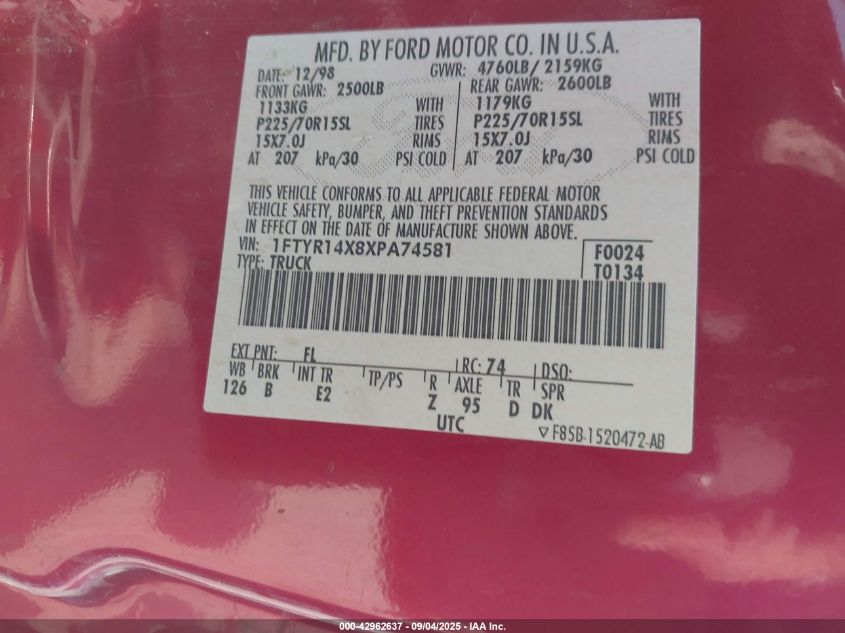 MFD. BY FORD MOTOR CO. IN U.S.A.
DATE: 12/98 GVWR: 4760LB/ 2159KG
FRONT GAWR: 2500LB REAR GAWR: 2600LB
1133KG WITH 1179KG WITH
P225/70R15SL TIRES P225/70R15SL TIRES
15X7.0J RIMS 15X7.0J RIMS
AT 207 kPa/30 PSI COLD AT 207 kPa/30 PSI COLD
THIS VEHICLE CONFORMS TO ALL APPLICABLE FEDERAL MOTOR
VEHICLE SAFETY, BUMPER, AND THEFT PREVENTION STANDARDS
IN EFFECT ON THE DATE OF MANUFACTURE SHOWN ABOVE.
VIN: 1FTYR14X8XPA74581 F0024
TYPE: TRUCK T0134
EXT PNT: FL RC: 74 DSO:
WB BRK INT TR TP/PS R AXLE TR SPR
126 B E2 Z 95 D DK
UTC ▽F85B-1520472-AB
000-42962637 - 09/04/2025 - IAA Inc.